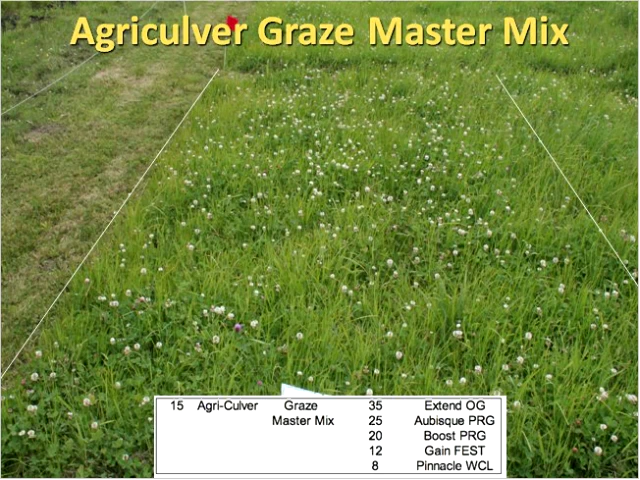 Agriculver Graze Master Mix
15 Agri-Culver Graze 35 Extend OG
Master Mix 25 Aubisque PRG
20 Boost PRG
12 Gain FEST
8 Pinnacle WCL